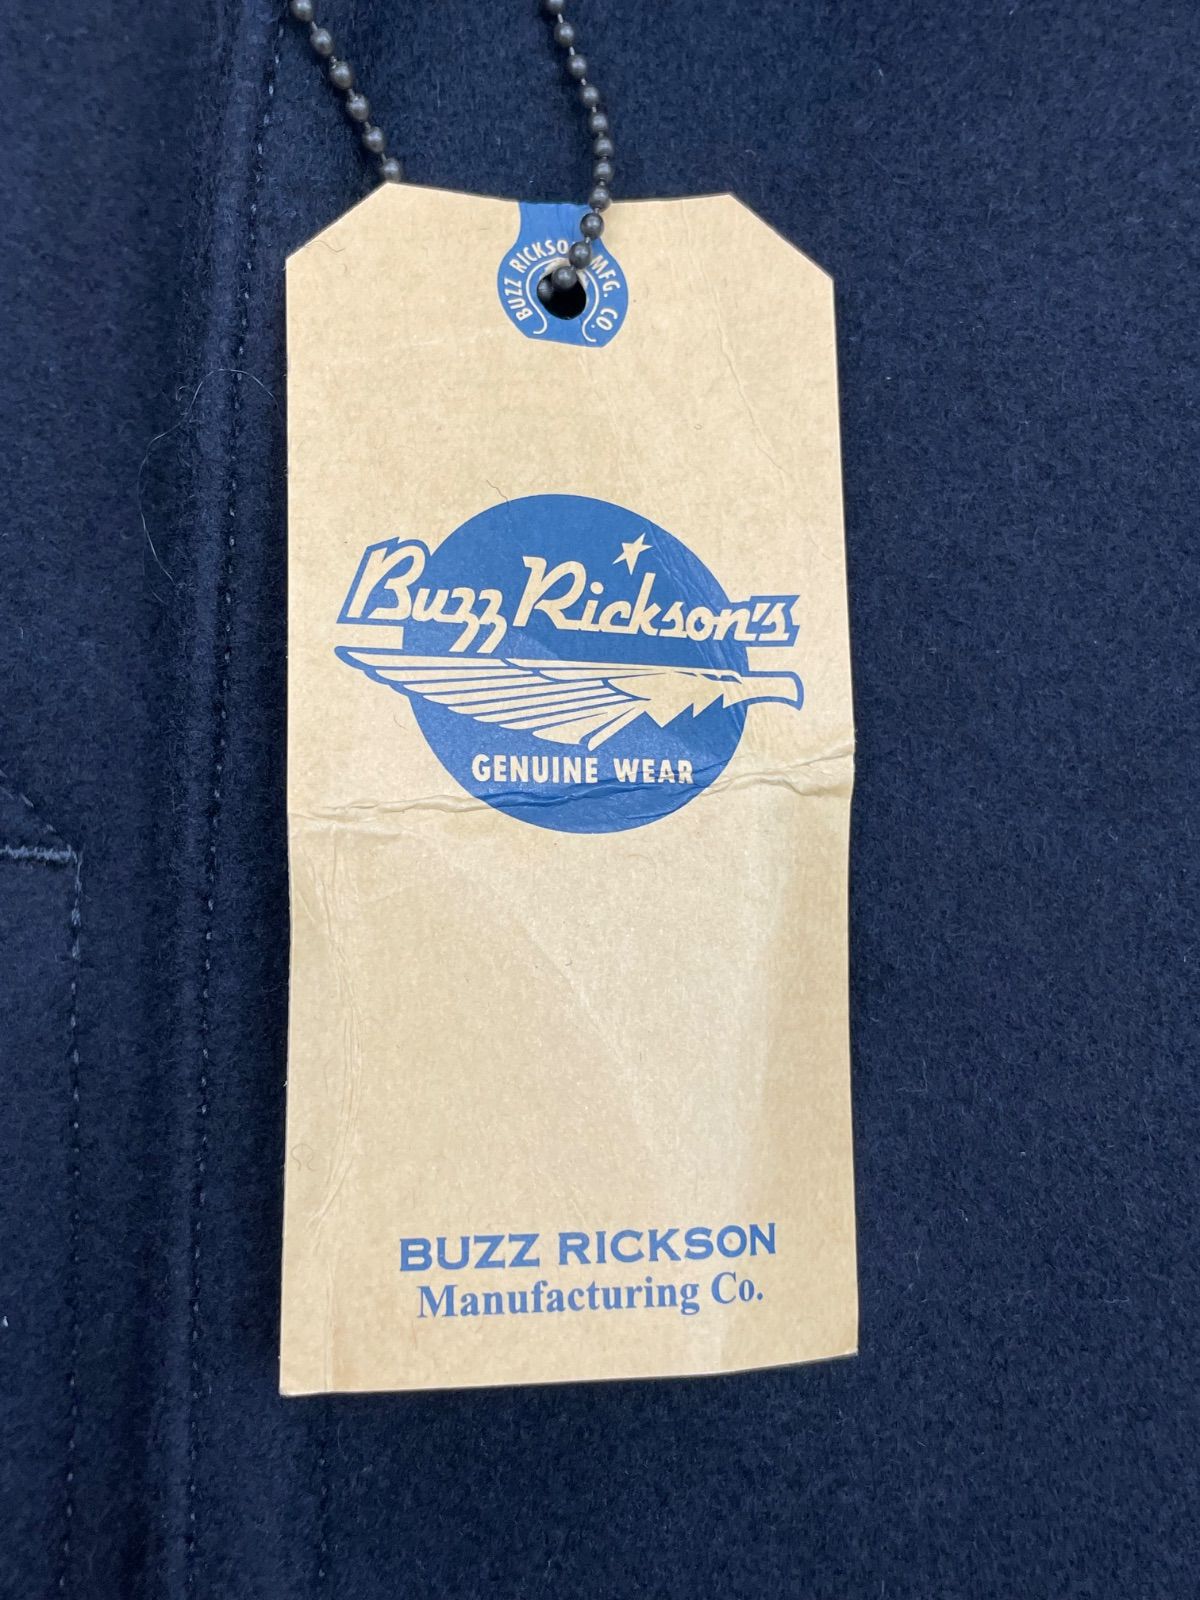 BUZZ RICKSON MFG. CO.
Buzz Rickson's
GENUINE WEAR
BUZZ RICKSON
Manufacturing Co.